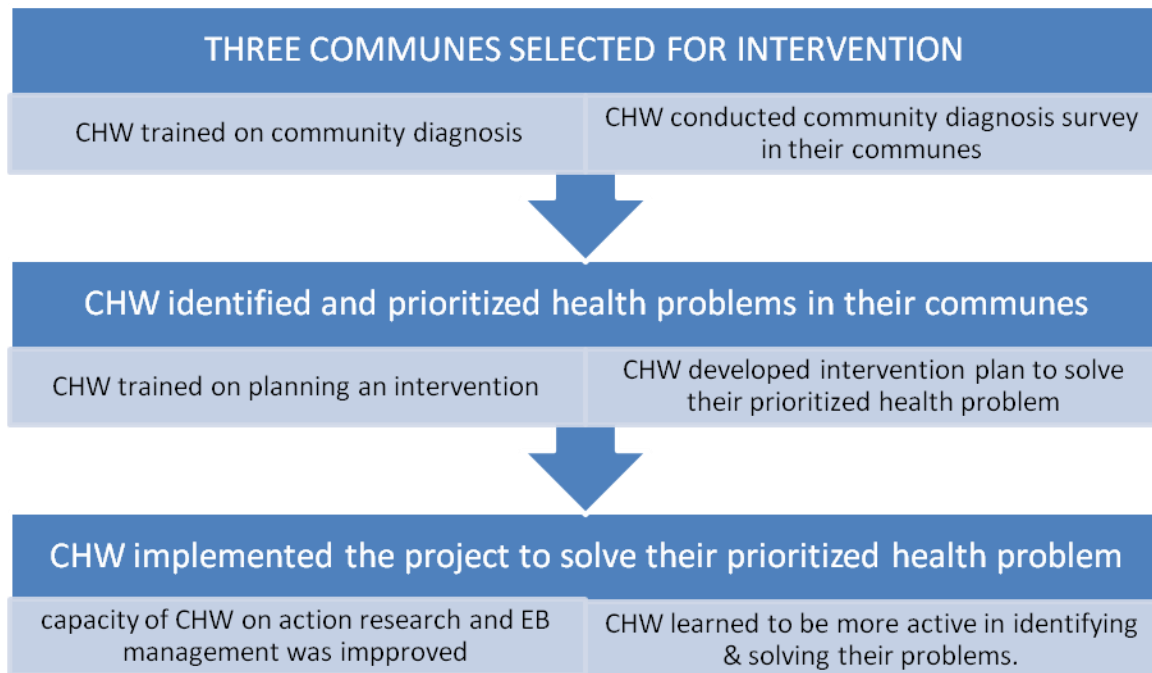 THREE COMMUNES SELECTED FOR INTERVENTION
CHW trained on community diagnosis
CHW conducted community diagnosis survey
in their communes
CHW identified and prioritized health problems in their communes
CHW trained on planning an intervention
CHW developed intervention plan to solve
their prioritized health problem
CHW implemented the project to solve their prioritized health problem
capacity of CHW on action research and EB
management was impproved
CHW learned to be more active in identifying
& solving their problems.